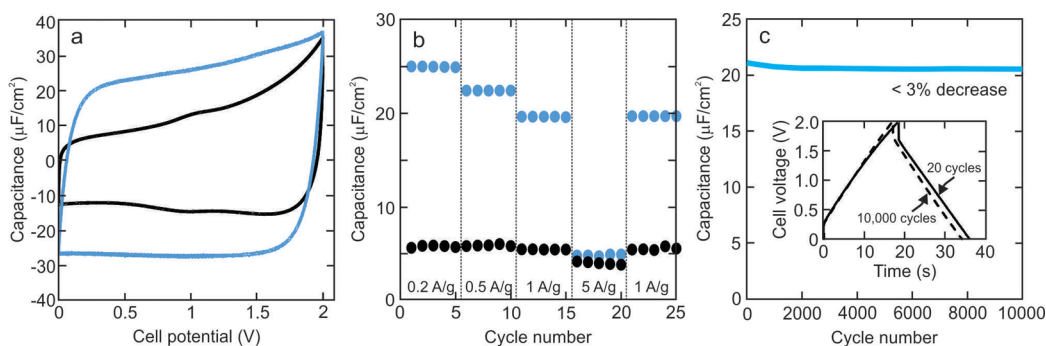 a
Capacitance (µF/cm²)
40
30
20
10
0
-10
-20
-30
-40
0
0.5
1
1.5
2
Cell potential (V)
b
Capacitance (µF/cm²)
30
25
20
15
10
5
0
0.2 A/g
0.5 A/g
1 A/g
5 A/g
1 A/g
0
5
10
15
20
25
Cycle number
c
Capacitance (µF/cm²)
25
20
15
10
5
0
< 3% decrease
Cell voltage (V)
2.0
1.5
1.0
0.5
0
20 cycles
10,000 cycles
0
10
20
30
40
Time (s)
0
2000
4000
6000
8000
10000
Cycle number